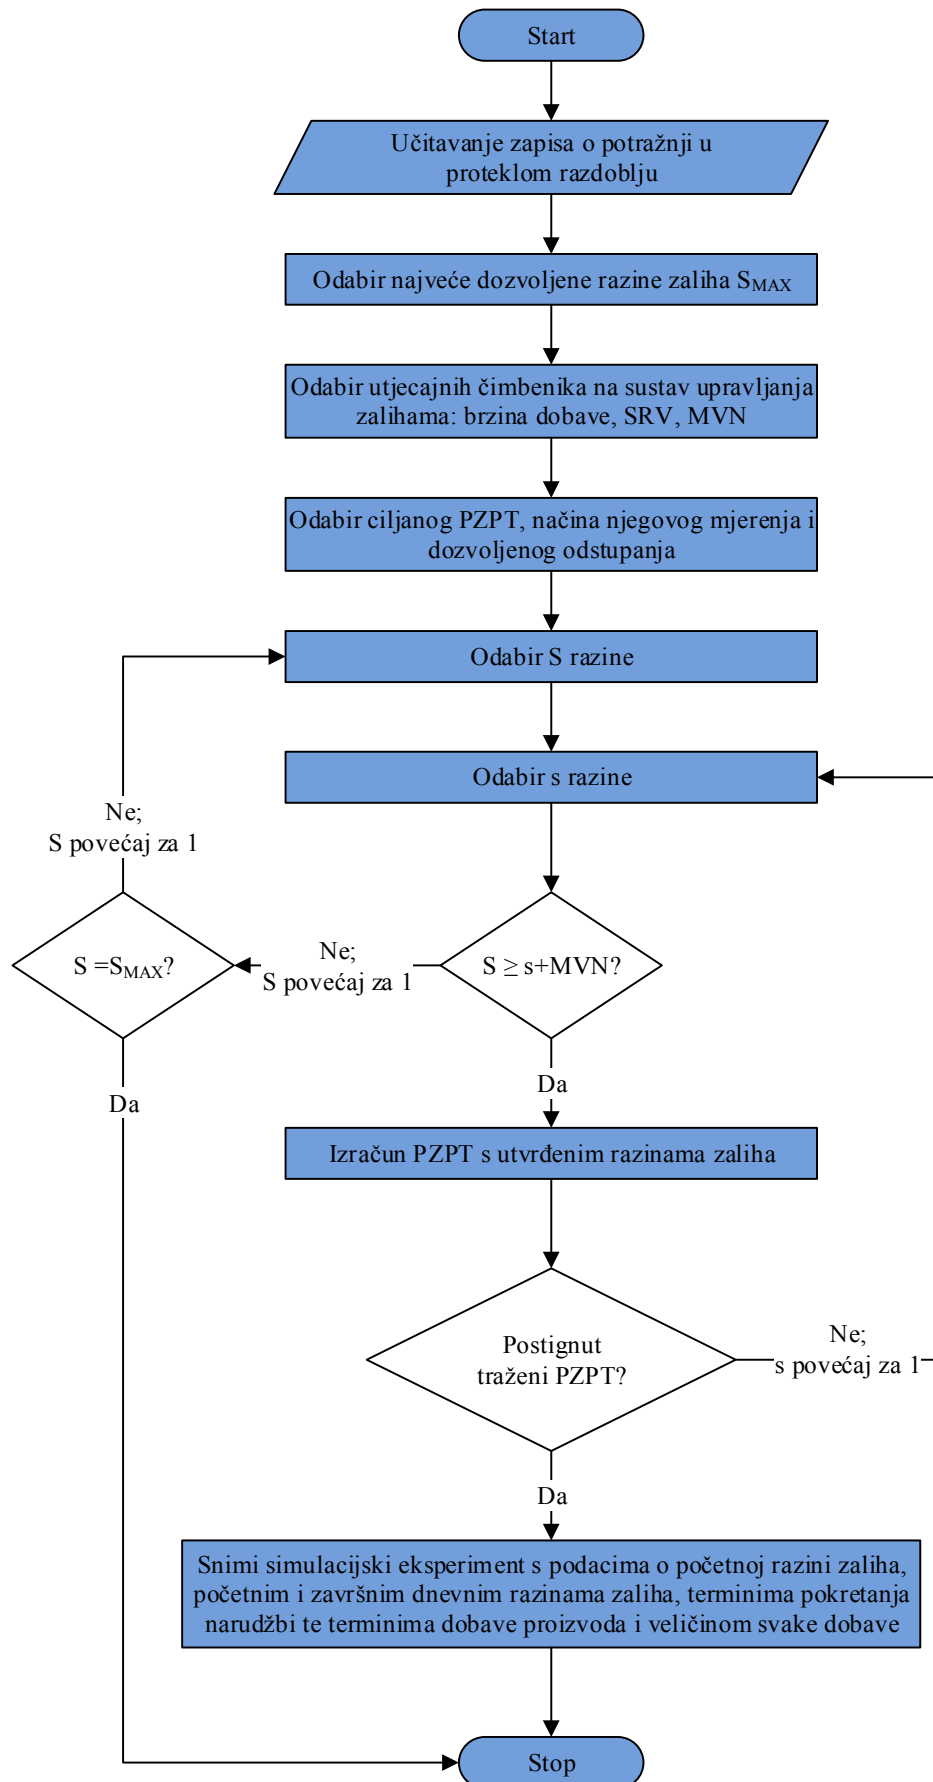 Start
Učitavanje zapisa o potražnji u
proteklom razdoblju
Odabir najveće dozvoljene razine zaliha SMAX
Odabir utjecajnih čimbenika na sustav upravljanja
zalihama: brzina dobave, SRV, MVN
Odabir ciljanog PZPT, načina njegovog mjerenja i
dozvoljenog odstupanja
Odabir S razine
Odabir s razine
Ne;
S povećaj za 1
S =SMAX?
Ne;
S povećaj za 1
S ≥ s+MVN?
Da
Da
Izračun PZPT s utvrđenim razinama zaliha
Postignut
traženi PZPT?
Ne;
s povećaj za 1
Da
Snimi simulacijski eksperiment s podacima o početnoj razini zaliha,
početnim i završnim dnevnim razinama zaliha, terminima pokretanja
narudžbi te terminima dobave proizvoda i veličinom svake dobave
Stop